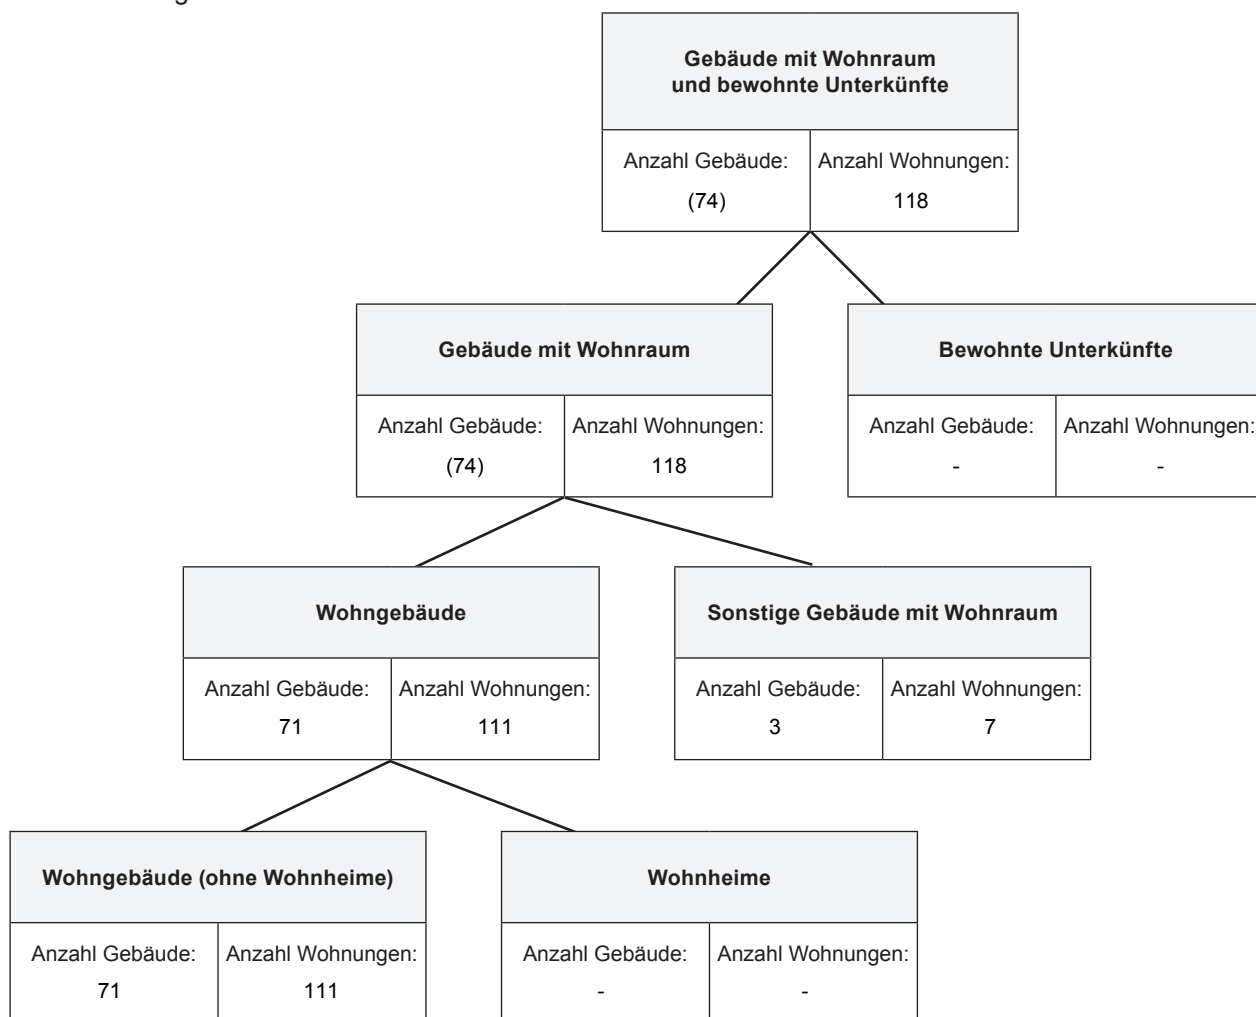 Gebäude mit Wohnraum
und bewohnte Unterkünfte
Anzahl Gebäude: Anzahl Wohnungen:
(74) 118
Gebäude mit Wohnraum
Anzahl Gebäude: Anzahl Wohnungen:
(74) 118
Bewohnte Unterkünfte
Anzahl Gebäude: Anzahl Wohnungen:
- -
Wohngebäude
Anzahl Gebäude: Anzahl Wohnungen:
71 111
Sonstige Gebäude mit Wohnraum
Anzahl Gebäude: Anzahl Wohnungen:
3 7
Wohngebäude (ohne Wohnheime)
Anzahl Gebäude: Anzahl Wohnungen:
71 111
Wohnheime
Anzahl Gebäude: Anzahl Wohnungen:
- -